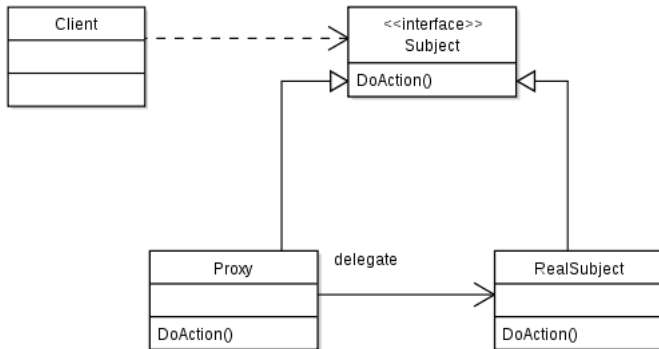 Client
<<interface>>
Subject
DoAction()
Proxy
delegate
RealSubject
DoAction()
DoAction()